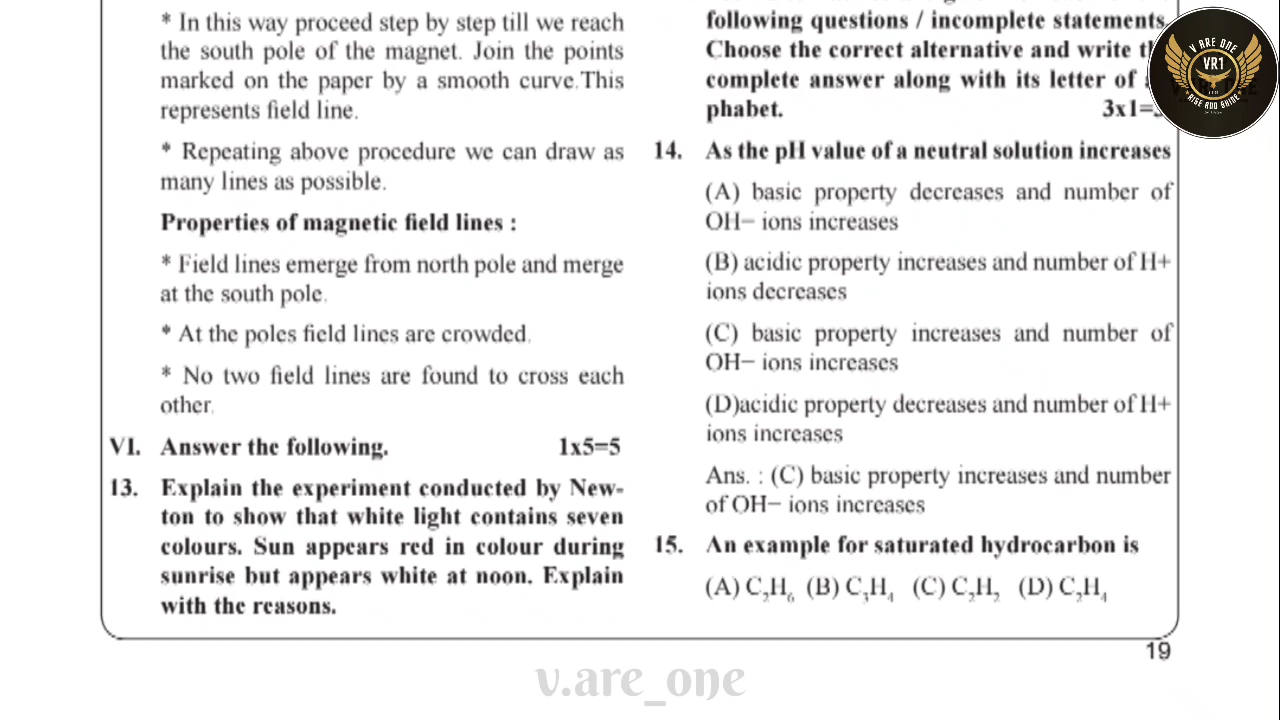 * In this way proceed step by step till we reach
the south pole of the magnet. Join the points
marked on the paper by a smooth curve.This
represents field line.
* Repeating above procedure we can draw as
many lines as possible.
Properties of magnetic field lines :
* Field lines emerge from north pole and merge
at the south pole.
* At the poles field lines are crowded.
* No two field lines are found to cross each
other.
VI. Answer the following. 1x5=5
13. Explain the experiment conducted by New-
ton to show that white light contains seven
colours. Sun appears red in colour during
sunrise but appears white at noon. Explain
with the reasons.
following questions / incomplete statements.
Choose the correct alternative and write
complete answer along with its letter of
phabet. 3x1=
14. As the pH value of a neutral solution increases
(A) basic property decreases and number of
OH− ions increases
(B) acidic property increases and number of H+
ions decreases
(C) basic property increases and number of
OH− ions increases
(D)acidic property decreases and number of H+
ions increases
Ans. : (C) basic property increases and number
of OH− ions increases
15. An example for saturated hydrocarbon is
(A) C₂H₆ (B) C₃H₄ (C) C₂H₂ (D) C₂H₄
19
V ARE ONE
VR1
RISE AND SHINE
v.are_one